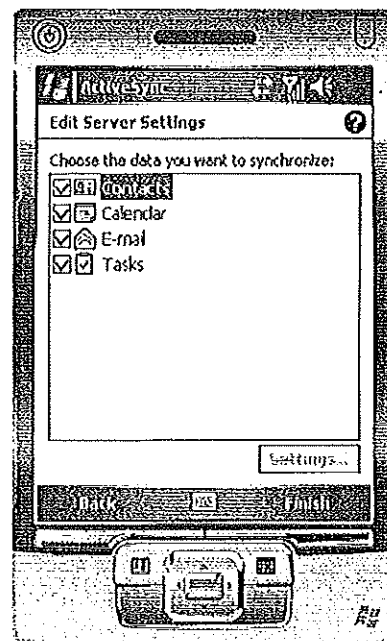 ActiveSync
Edit Server Settings
Choose the data you want to synchronize:
Contacts
Calendar
E-mail
Tasks
Settings...
Back
Finish